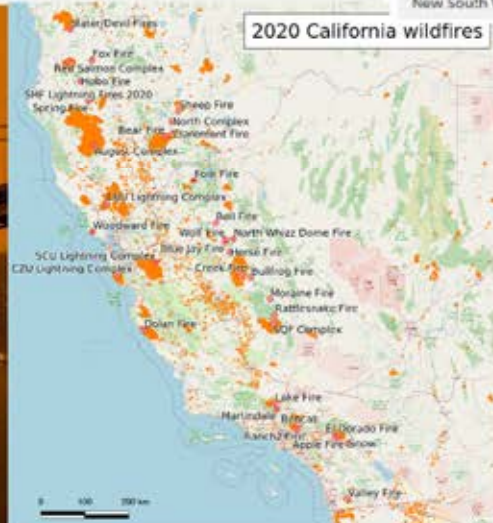 New South
2020 California wildfires
Slater/Devil Fires
Fox Fire
Red Salmon Complex
Hobo Fire
SHF Lightning Fires 2020
Sheep Fire
North Complex
Bear Fire
Claremont Fire
August Complex
Fork Fire
LNU Lightning Complex
Bell Fire
Woodward Fire
Wolf Fire
North Whizz Dome Fire
Blue Jay Fire
Horse Fire
SCU Lightning Complex
CZU Lightning Complex
Creek Fire
Bullfrog Fire
Moraine Fire
Rattlesnake Fire
SQF Complex
Dolan Fire
Lake Fire
Martindale
Bobcat
El Dorado Fire
Ranch2 Fire
Apple Fire
Snow
Valley Fire
0 100 200 km